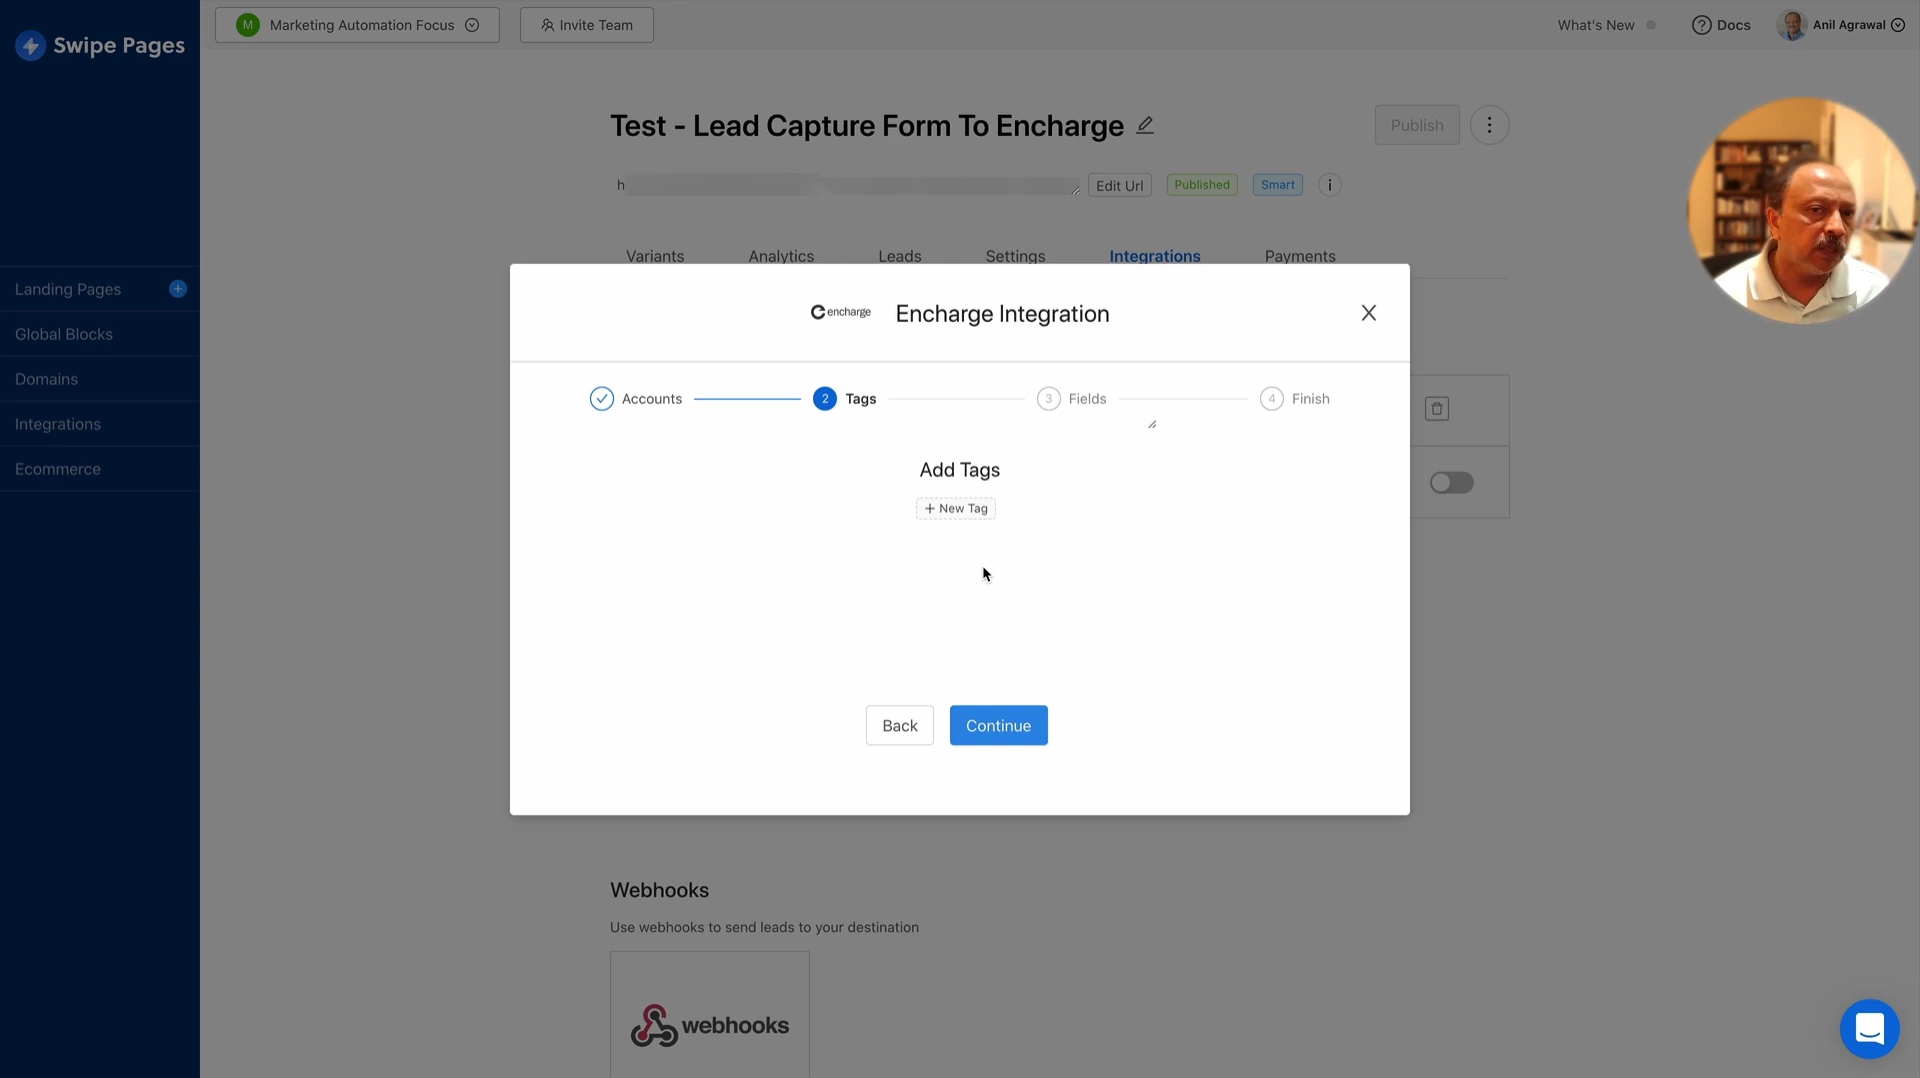 Swipe Pages
M Marketing Automation Focus
Invite Team
What's New
Docs
Anil Agrawal
Landing Pages
Global Blocks
Domains
Integrations
Ecommerce
Test - Lead Capture Form To Encharge
Publish
h
Edit Url
Published
Smart
i
Variants
Analytics
Leads
Settings
Integrations
Payments
encharge
Encharge Integration
Accounts
2 Tags
3 Fields
4 Finish
Add Tags
+ New Tag
Back
Continue
Webhooks
Use webhooks to send leads to your destination
webhooks